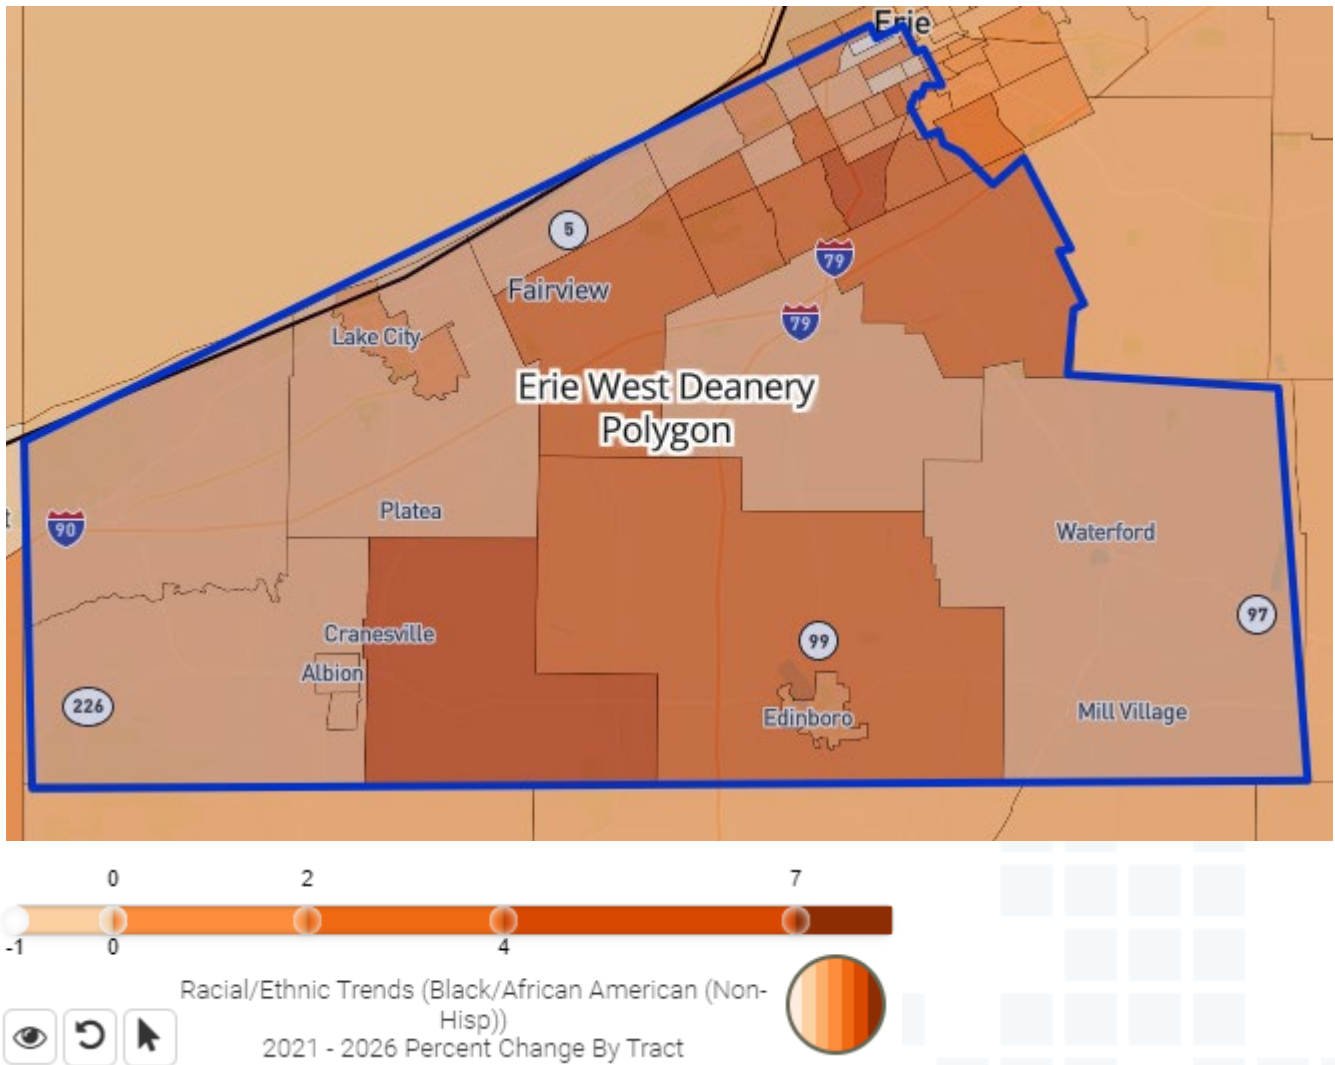 Erie
5
79
Fairview
79
Lake City
Erie West Deanery
Polygon
Platea
90
Waterford
97
Cranesville
99
Albion
226
Edinboro
Mill Village
0
2
7
-1
0
4
Racial/Ethnic Trends (Black/African American (Non-
Hisp))
2021 - 2026 Percent Change By Tract